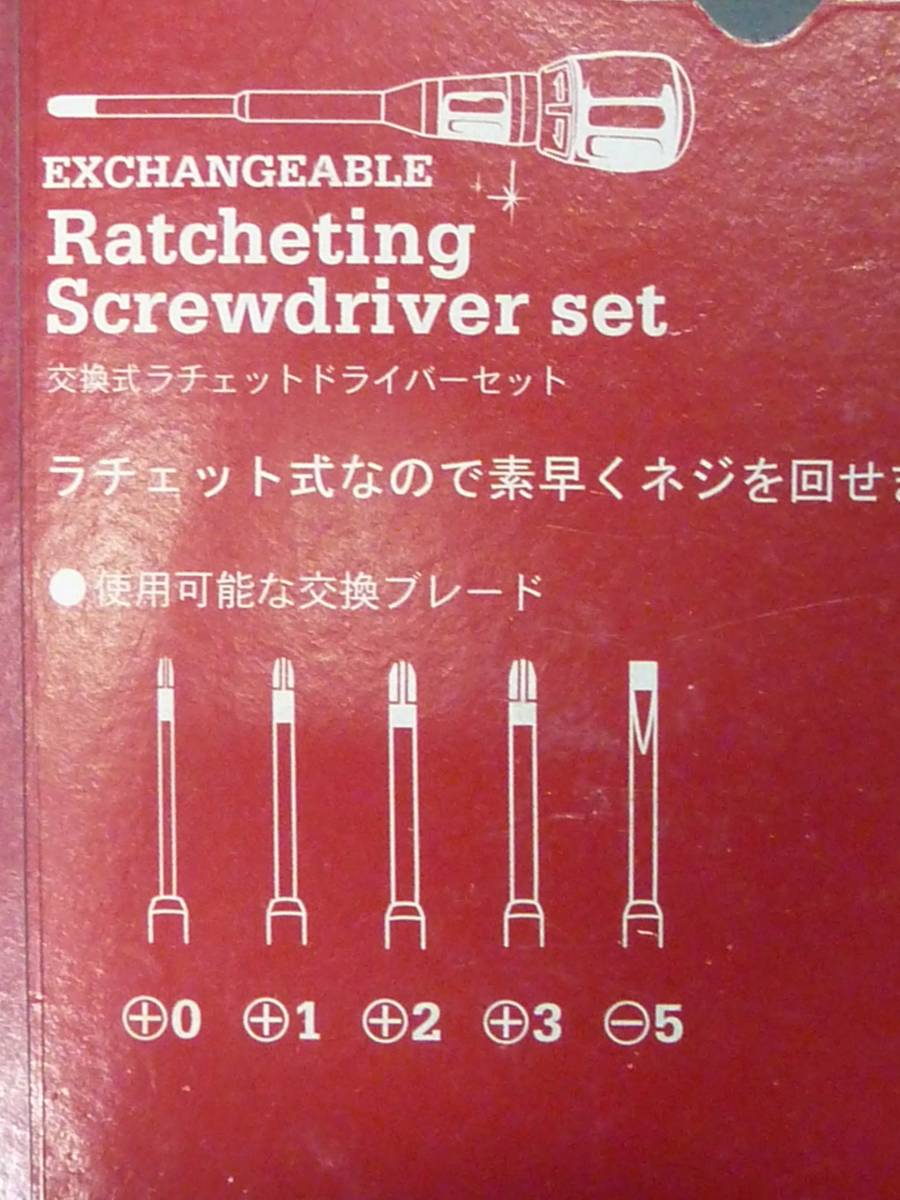 EXCHANGEABLE
Ratcheting
Screwdriver set
交換式ラチェットドライバーセット
ラチェット式なので素早くネジを回せま
●使用可能な交換ブレード
⊕0 ⊕1 ⊕2 ⊕3 ⊖5